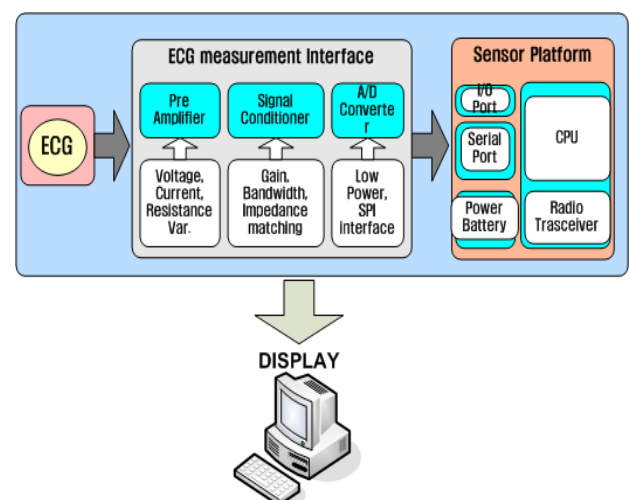 ECG measurement Interface
Sensor Platform
ECG
Pre
Amplifier
Signal
Conditioner
A/D
Converte
r
Voltage,
Current,
Resistance
Var.
Gain,
Bandwidth,
Impedance
matching
Low
Power,
SPI
interface
I/O
Port
Serial
Port
CPU
Power
Battery
Radio
Trasceiver
DISPLAY